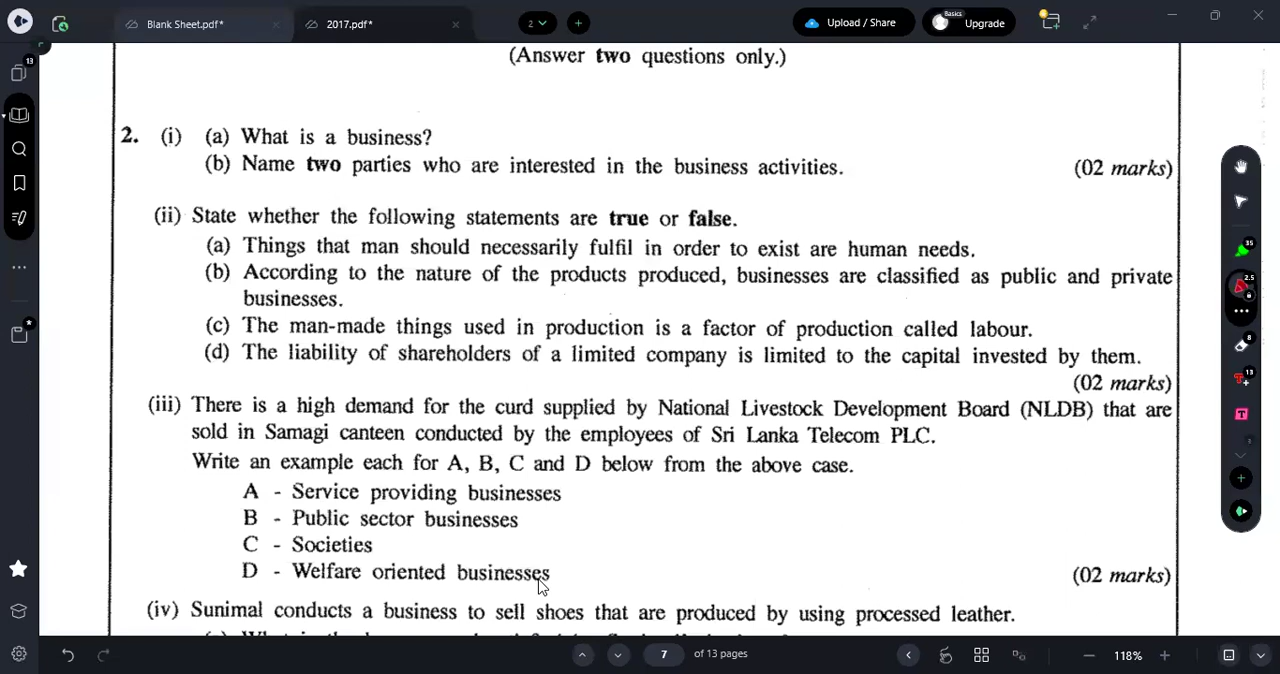 Blank Sheet.pdf*
2017.pdf*
2
Upload / Share
Basics
Upgrade
13
(Answer two questions only.)
2. (i) (a) What is a business?
(b) Name two parties who are interested in the business activities. (02 marks)
(ii) State whether the following statements are true or false.
(a) Things that man should necessarily fulfil in order to exist are human needs.
(b) According to the nature of the products produced, businesses are classified as public and private
businesses.
(c) The man-made things used in production is a factor of production called labour.
(d) The liability of shareholders of a limited company is limited to the capital invested by them.
(02 marks)
(iii) There is a high demand for the curd supplied by National Livestock Development Board (NLDB) that are
sold in Samagi canteen conducted by the employees of Sri Lanka Telecom PLC.
Write an example each for A, B, C and D below from the above case.
A - Service providing businesses
B - Public sector businesses
C - Societies
D - Welfare oriented businesses (02 marks)
(iv) Sunimal conducts a business to sell shoes that are produced by using processed leather.
35
2.5
8
13
7 of 13 pages
118%